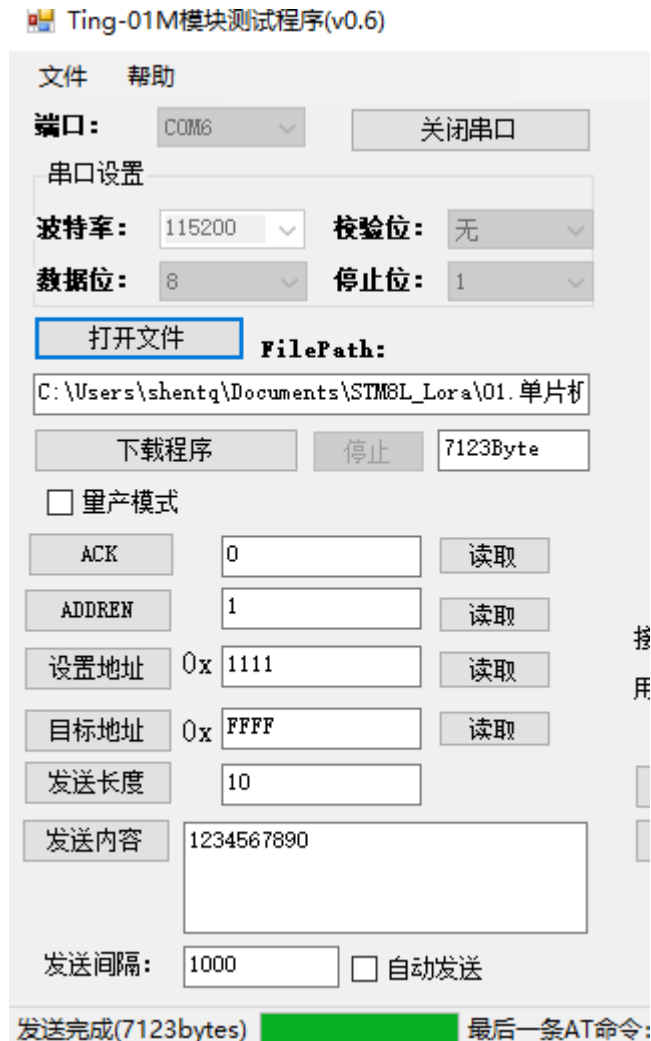 Ting-01M模块测试程序(v0.6)
文件 帮助
端口： COM6 关闭串口
串口设置
波特率： 115200 校验位： 无
数据位： 8 停止位： 1
打开文件 FilePath:
C:\Users\shentq\Documents\STM8L_Lora\01.单片机
下载程序 停止 7123Byte
量产模式
ACK 0 读取
ADDREN 1 读取
设置地址 0x 1111 读取
目标地址 0x FFFF 读取
发送长度 10
发送内容 1234567890
发送间隔： 1000 自动发送
发送完成(7123bytes) 最后一条AT命令: